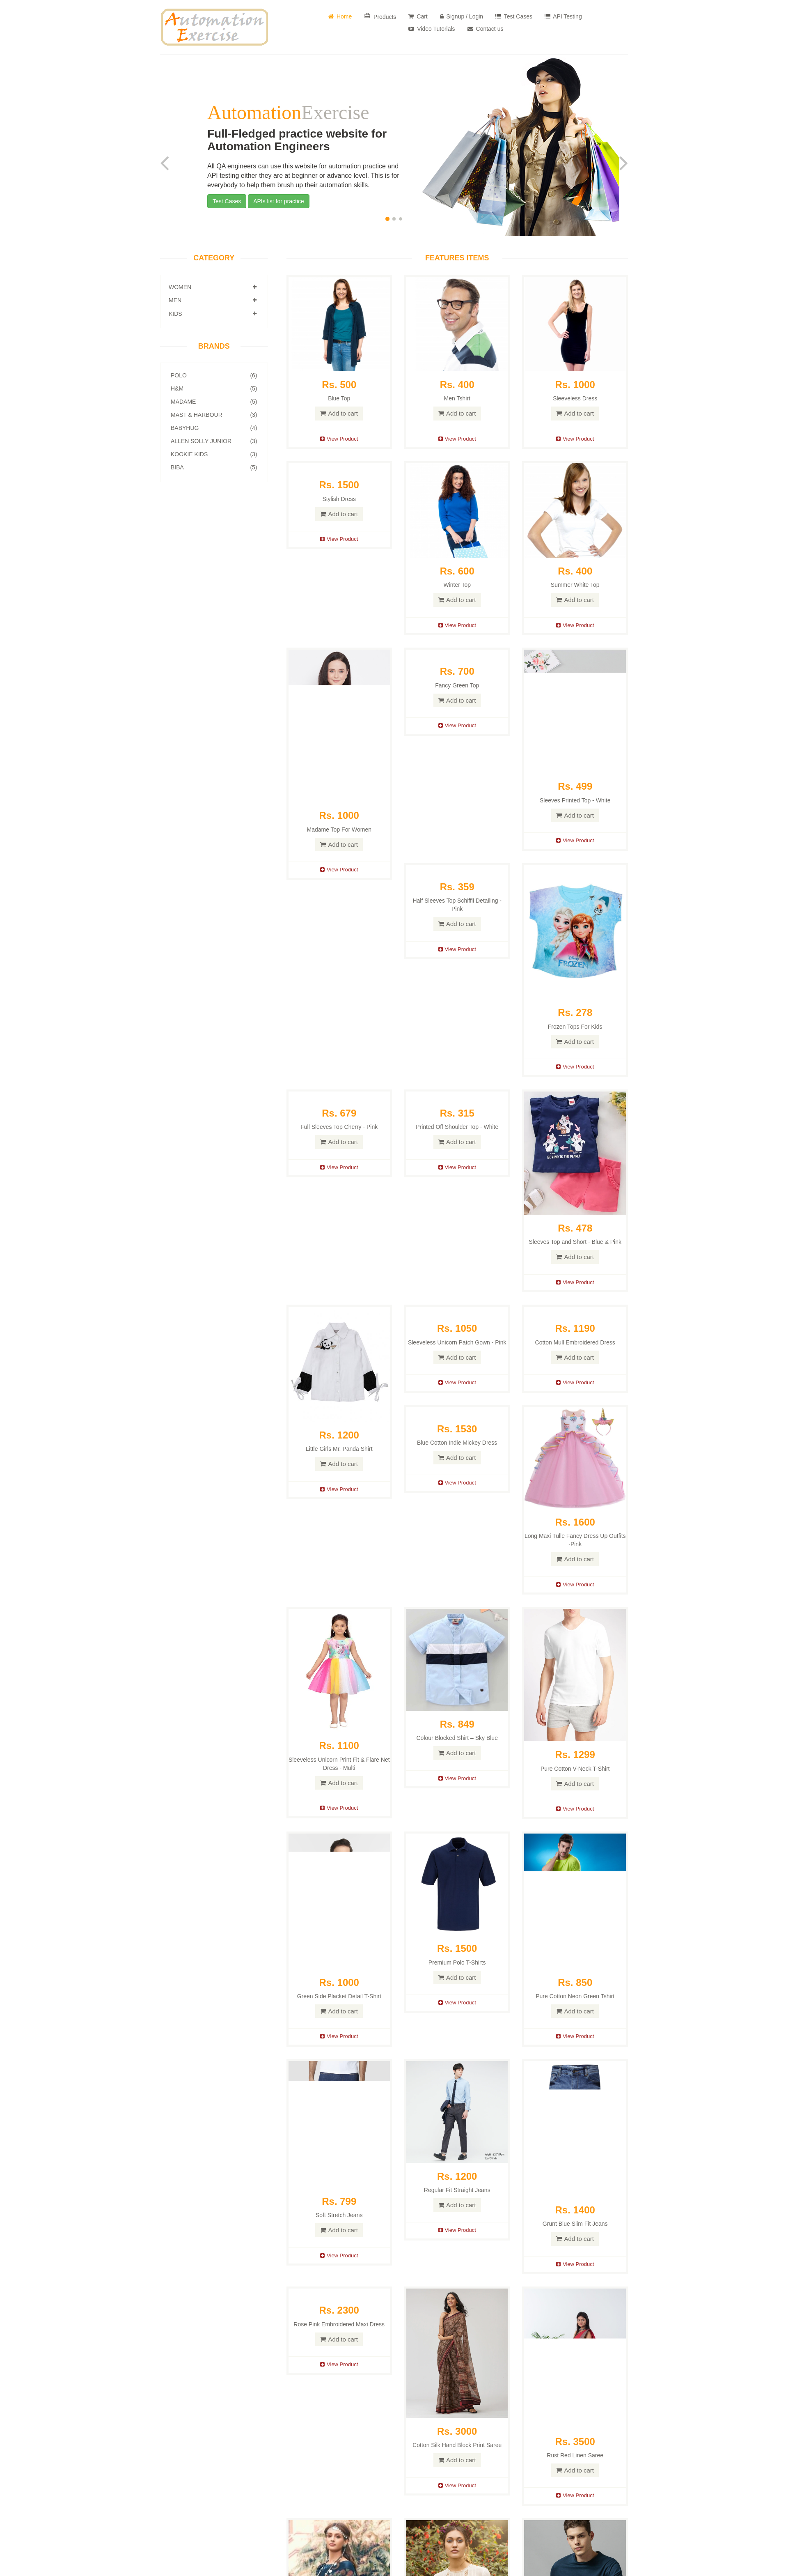 Automation
Exercise
Home
Products
Cart
Signup / Login
Test Cases
API Testing
Video Tutorials
Contact us
AutomationExercise
Full-Fledged practice website for
Automation Engineers
All QA engineers can use this website for automation practice and
API testing either they are at beginner or advance level. This is for
everybody to help them brush up their automation skills.
Test Cases
APIs list for practice
CATEGORY
WOMEN
MEN
KIDS
BRANDS
POLO (6)
H&M (5)
MADAME (5)
MAST & HARBOUR (3)
BABYHUG (4)
ALLEN SOLLY JUNIOR (3)
KOOKIE KIDS (3)
BIBA (5)
FEATURES ITEMS
Rs. 500
Blue Top
Add to cart
View Product
Rs. 400
Men Tshirt
Add to cart
View Product
Rs. 1000
Sleeveless Dress
Add to cart
View Product
Rs. 1500
Stylish Dress
Add to cart
View Product
Rs. 600
Winter Top
Add to cart
View Product
Rs. 400
Summer White Top
Add to cart
View Product
Rs. 1000
Madame Top For Women
Add to cart
View Product
Rs. 700
Fancy Green Top
Add to cart
View Product
Rs. 499
Sleeves Printed Top - White
Add to cart
View Product
Rs. 359
Half Sleeves Top Schiffli Detailing -
Pink
Add to cart
View Product
FROZEN
Rs. 278
Frozen Tops For Kids
Add to cart
View Product
Rs. 679
Full Sleeves Top Cherry - Pink
Add to cart
View Product
Rs. 315
Printed Off Shoulder Top - White
Add to cart
View Product
Rs. 478
Sleeves Top and Short - Blue & Pink
Add to cart
View Product
Rs. 1200
Little Girls Mr. Panda Shirt
Add to cart
View Product
Rs. 1050
Sleeveless Unicorn Patch Gown - Pink
Add to cart
View Product
Rs. 1190
Cotton Mull Embroidered Dress
Add to cart
View Product
Rs. 1530
Blue Cotton Indie Mickey Dress
Add to cart
View Product
Rs. 1600
Long Maxi Tulle Fancy Dress Up Outfits
-Pink
Add to cart
View Product
Rs. 1100
Sleeveless Unicorn Print Fit & Flare Net
Dress - Multi
Add to cart
View Product
Rs. 849
Colour Blocked Shirt – Sky Blue
Add to cart
View Product
Rs. 1299
Pure Cotton V-Neck T-Shirt
Add to cart
View Product
Rs. 1000
Green Side Placket Detail T-Shirt
Add to cart
View Product
Rs. 1500
Premium Polo T-Shirts
Add to cart
View Product
Rs. 850
Pure Cotton Neon Green Tshirt
Add to cart
View Product
Rs. 799
Soft Stretch Jeans
Add to cart
View Product
Rs. 1200
Regular Fit Straight Jeans
Add to cart
View Product
Rs. 1400
Grunt Blue Slim Fit Jeans
Add to cart
View Product
Rs. 2300
Rose Pink Embroidered Maxi Dress
Add to cart
View Product
Rs. 3000
Cotton Silk Hand Block Print Saree
Add to cart
View Product
Rs. 3500
Rust Red Linen Saree
Add to cart
View Product